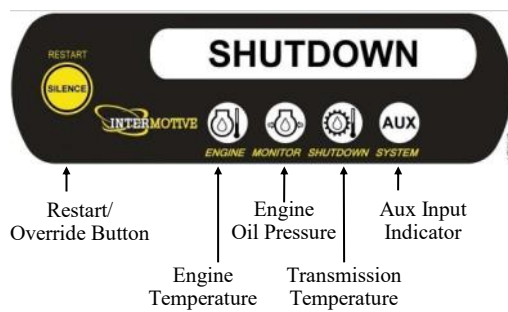 RESTART
SHUTDOWN
SILENCE
INTERMOTIVE
AUX
ENGINE MONITOR SHUTDOWN SYSTEM
Restart/
Override Button
Engine
Oil Pressure
Aux Input
Indicator
Engine
Temperature
Transmission
Temperature